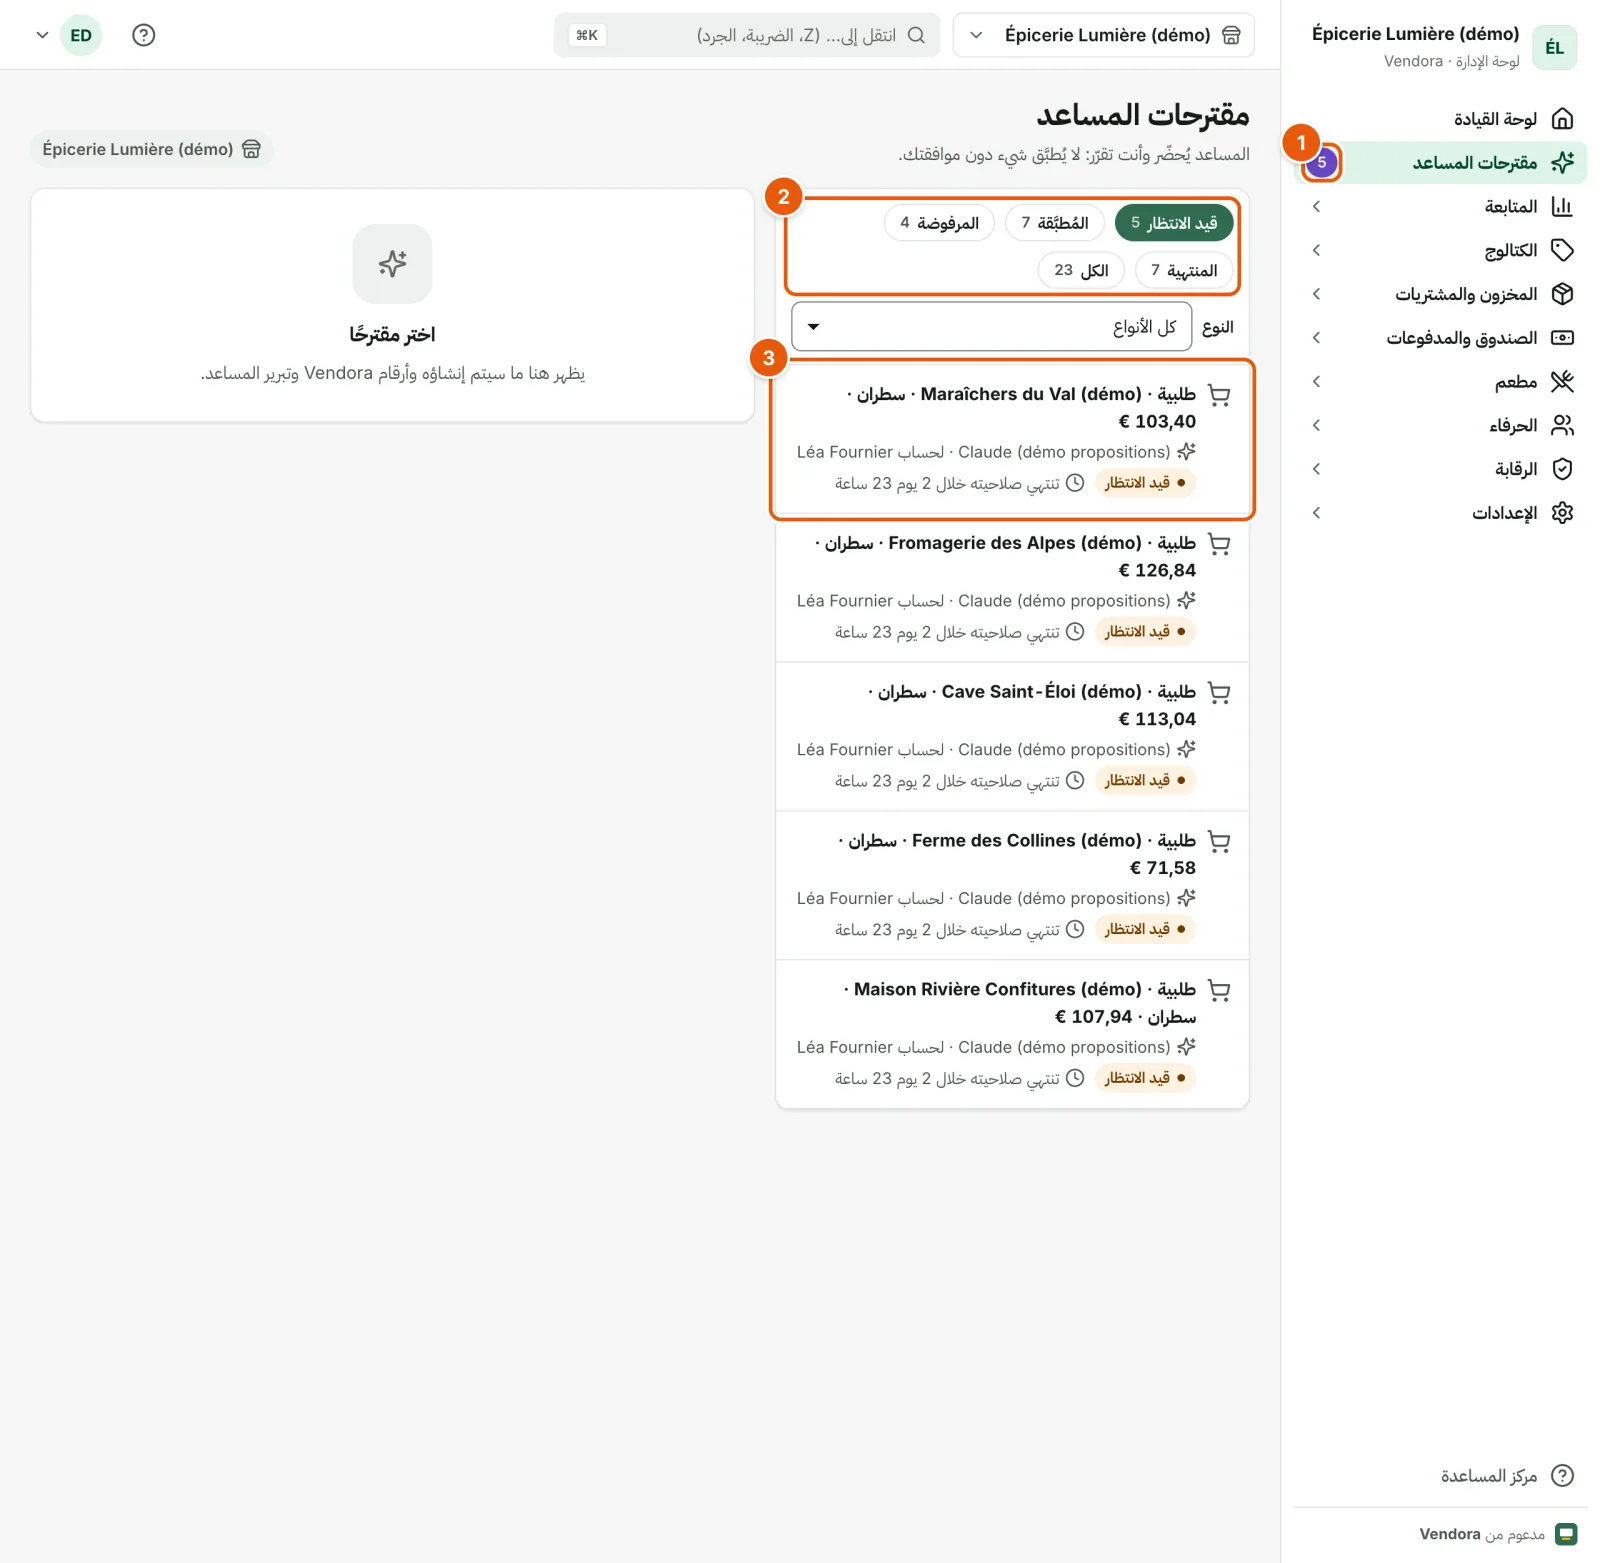 Épicerie Lumière (démo)
لوحة الإدارة · Vendora
ÉL
Épicerie Lumière (démo)
انتقل إلى... (Z، الضريبة، الجرد)
⌘K
ED
لوحة القيادة
مقترحات المساعد
5
1
المتابعة
الكتالوج
المخزون والمشتريات
الصندوق والمدفوعات
مطعم
الحرفاء
الرقابة
الإعدادات
مركز المساعدة
مدعوم من Vendora
مقترحات المساعد
المساعد يُحضّر وأنت تقرّر: لا يُطبَّق شيء دون موافقتك.
Épicerie Lumière (démo)
2
قيد الانتظار 5
المُطبَّقة 7
المرفوضة 4
المنتهية 7
الكل 23
النوع
كل الأنواع
3
طلبية · Maraîchers du Val (démo) · سطران ·
103,40 €
Claude (démo propositions) · لحساب Léa Fournier
قيد الانتظار
تنتهي صلاحيته خلال 2 يوم 23 ساعة
طلبية · Fromagerie des Alpes (démo) · سطران ·
126,84 €
Claude (démo propositions) · لحساب Léa Fournier
قيد الانتظار
تنتهي صلاحيته خلال 2 يوم 23 ساعة
طلبية · Cave Saint-Éloi (démo) · سطران ·
113,04 €
Claude (démo propositions) · لحساب Léa Fournier
قيد الانتظار
تنتهي صلاحيته خلال 2 يوم 23 ساعة
طلبية · Ferme des Collines (démo) · سطران ·
71,58 €
Claude (démo propositions) · لحساب Léa Fournier
قيد الانتظار
تنتهي صلاحيته خلال 2 يوم 23 ساعة
طلبية · Maison Rivière Confitures (démo) ·
سطران · 107,94 €
Claude (démo propositions) · لحساب Léa Fournier
قيد الانتظار
تنتهي صلاحيته خلال 2 يوم 23 ساعة
اختر مقترحًا
يظهر هنا ما سيتم إنشاؤه وأرقام Vendora وتبرير المساعد.